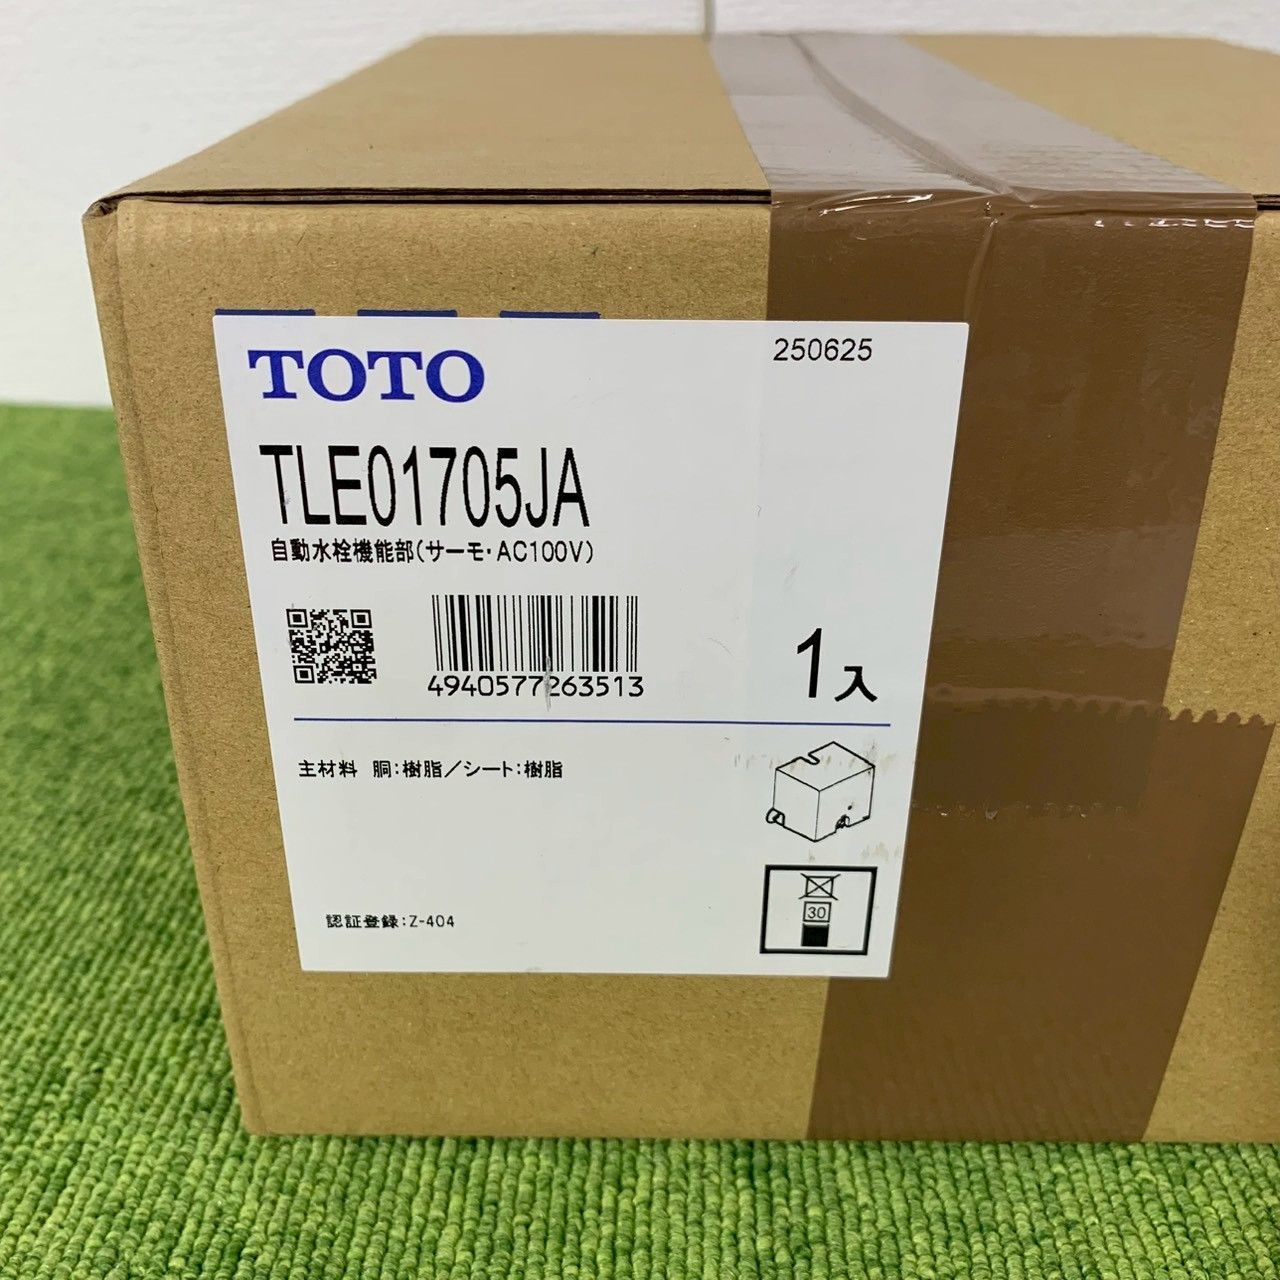 TOTO
250625
TLE01705JA
自動水栓機能部(サーモ・AC100V)
4940577263513
1入
主材料 胴:樹脂/シート:樹脂
30
認証登録:Z-404